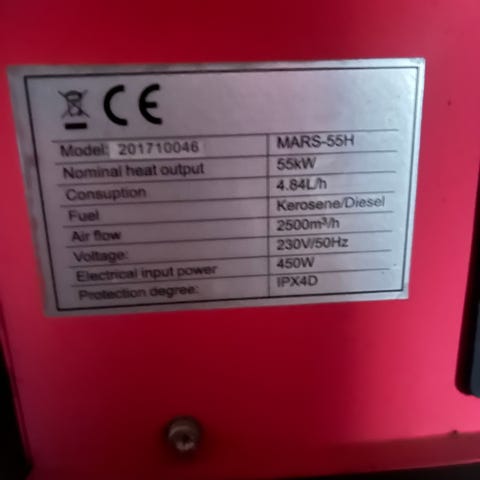 CE
Model: 201710046 MARS-55H
Nominal heat output 55kW
Consuption 4.84L/h
Fuel Kerosene/Diesel
Air flow 2500m³/h
Voltage: 230V/50Hz
Electrical input power 450W
Protection degree: IPX4D